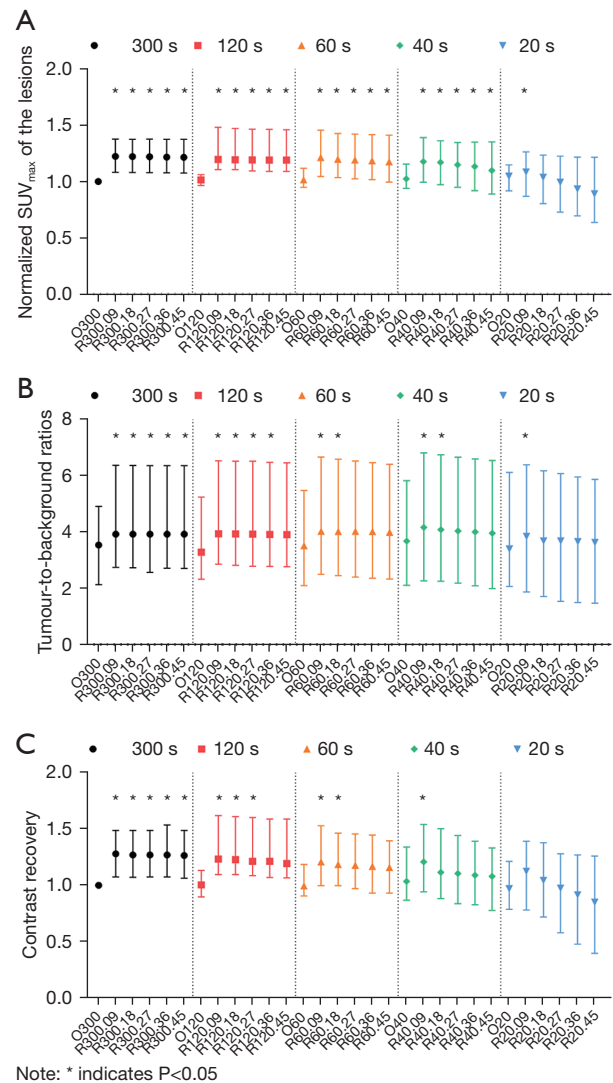 A
300 s 120 s 60 s 40 s 20 s
Normalized SUVmax of the lesions
2.0
1.5
1.0
0.5
0.0
* * * * * * * * * * * * * * * * * * * * *
O300 R300.09 R300.18 R300.27 R300.36 R300.45 O120 R120.09 R120.18 R120.27 R120.36 R120.45 O60 R60.09 R60.18 R60.27 R60.36 R60.45 O40 R40.09 R40.18 R40.27 R40.36 R40.45 O20 R20.09 R20.18 R20.27 R20.36 R20.45
B
300 s 120 s 60 s 40 s 20 s
Tumour-to-background ratios
8
6
4
2
0
* * * * * * * * * * * * * *
O300 R300.09 R300.18 R300.27 R300.36 R300.45 O120 R120.09 R120.18 R120.27 R120.36 R120.45 O60 R60.09 R60.18 R60.27 R60.36 R60.45 O40 R40.09 R40.18 R40.27 R40.36 R40.45 O20 R20.09 R20.18 R20.27 R20.36 R20.45
C
300 s 120 s 60 s 40 s 20 s
Contrast recovery
2.0
1.5
1.0
0.5
0.0
* * * * * * * * * * *
O300 R300.09 R300.18 R300.27 R300.36 R300.45 O120 R120.09 R120.18 R120.27 R120.36 R120.45 O60 R60.09 R60.18 R60.27 R60.36 R60.45 O40 R40.09 R40.18 R40.27 R40.36 R40.45 O20 R20.09 R20.18 R20.27 R20.36 R20.45
Note: * indicates P<0.05